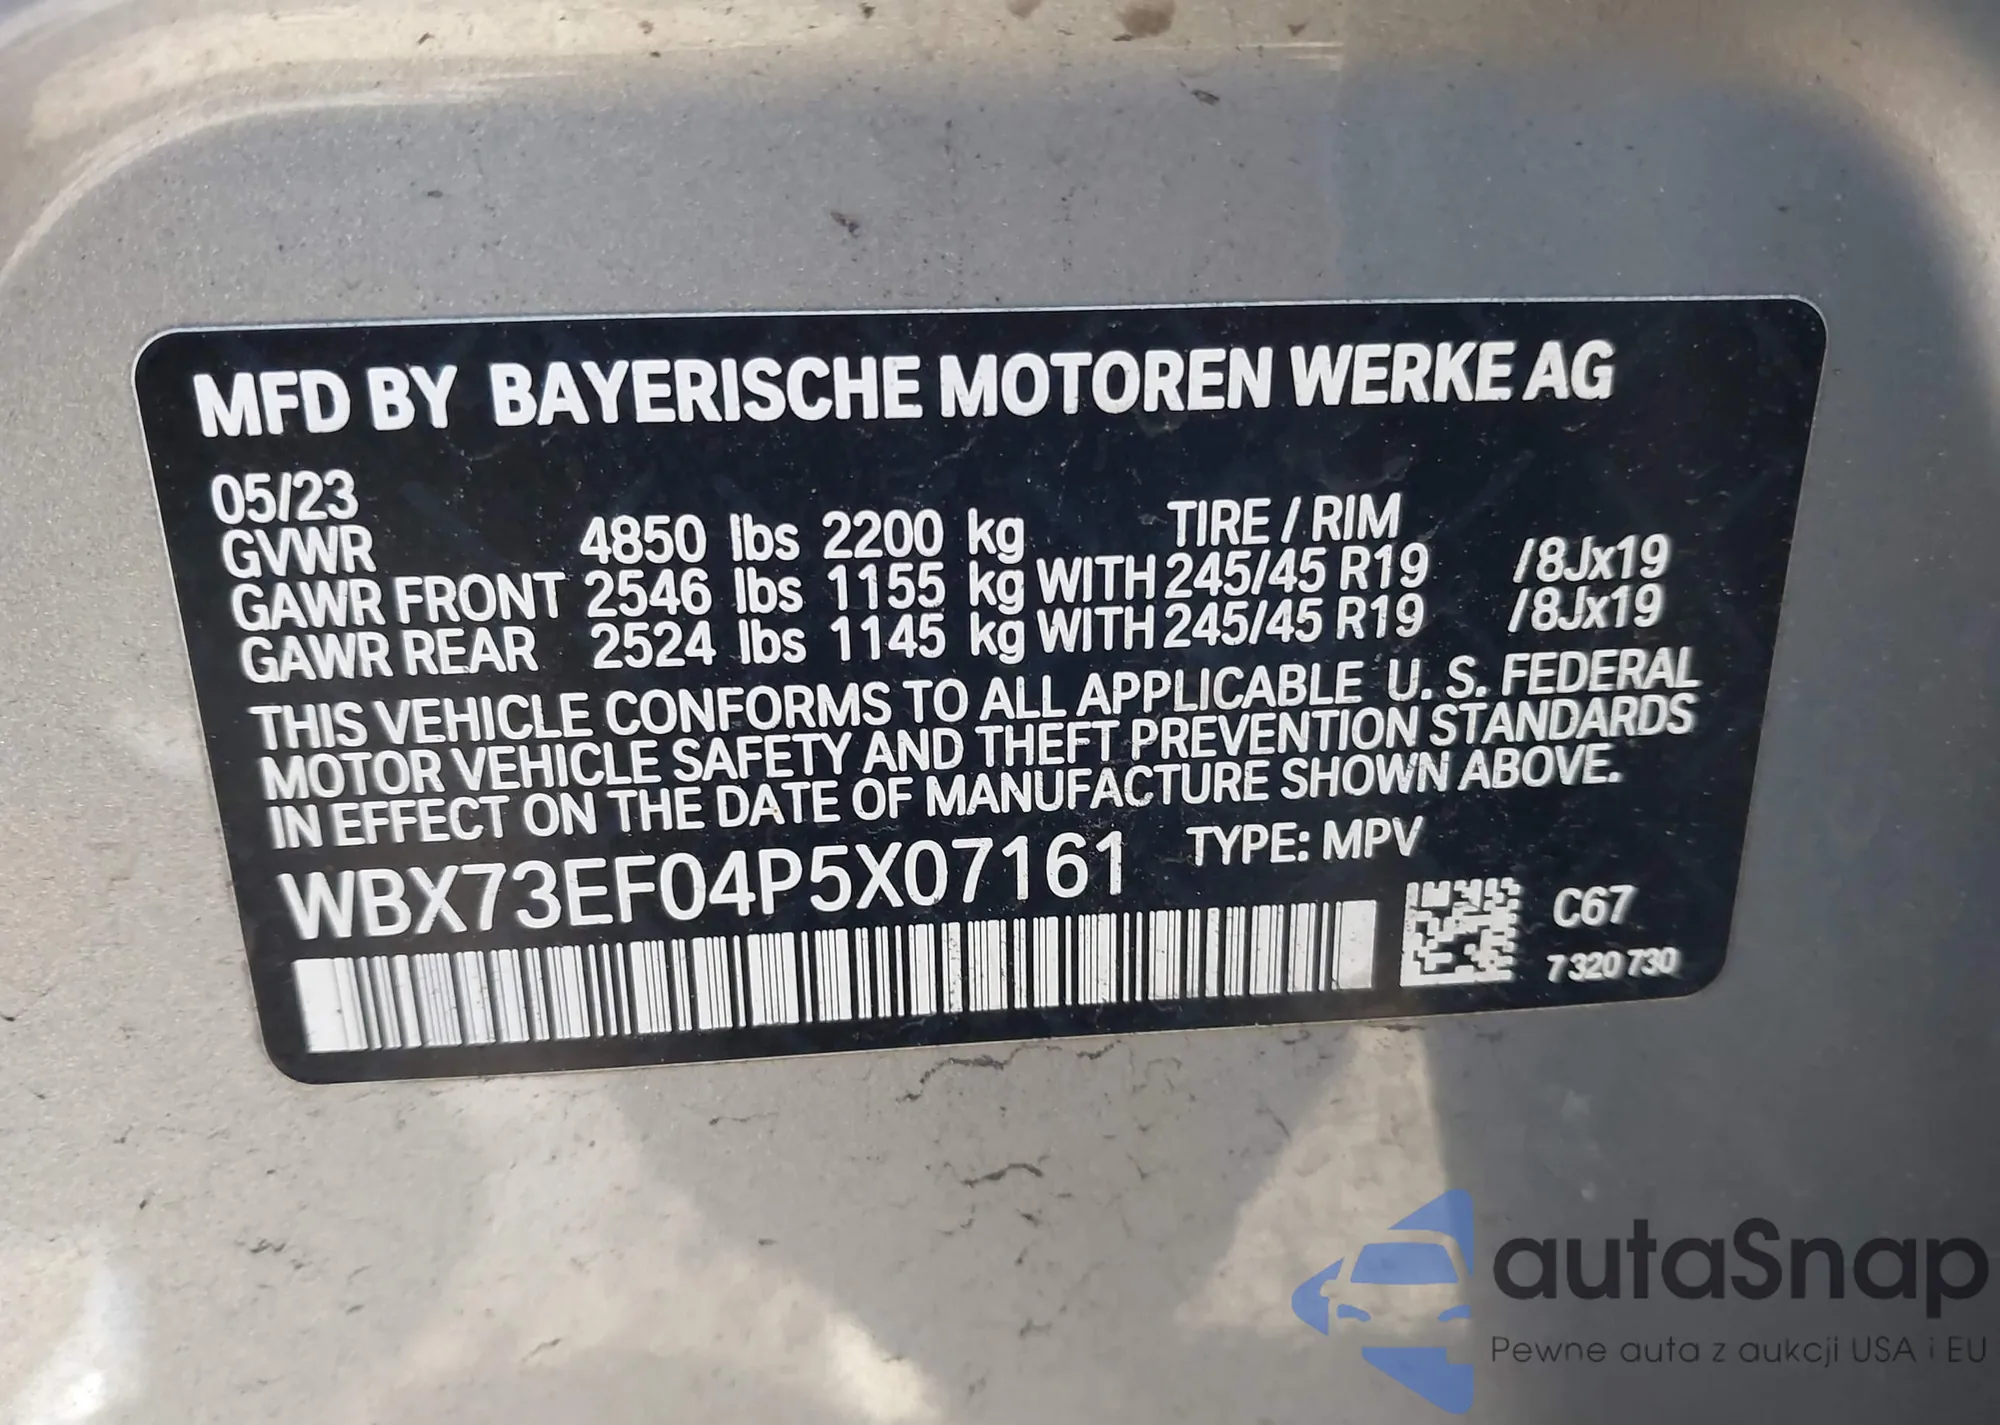 MFD BY BAYERISCHE MOTOREN WERKE AG
05/23 TIRE / RIM
GVWR 4850 lbs 2200 kg
GAWR FRONT 2546 lbs 1155 kg WITH 245/45 R19 /8Jx19
GAWR REAR 2524 lbs 1145 kg WITH 245/45 R19 /8Jx19
THIS VEHICLE CONFORMS TO ALL APPLICABLE U. S. FEDERAL
MOTOR VEHICLE SAFETY AND THEFT PREVENTION STANDARDS
IN EFFECT ON THE DATE OF MANUFACTURE SHOWN ABOVE.
WBX73EF04P5X07161 TYPE: MPV
C67
7 320 730
autaSnap
Pewne auta z aukcji USA i EU